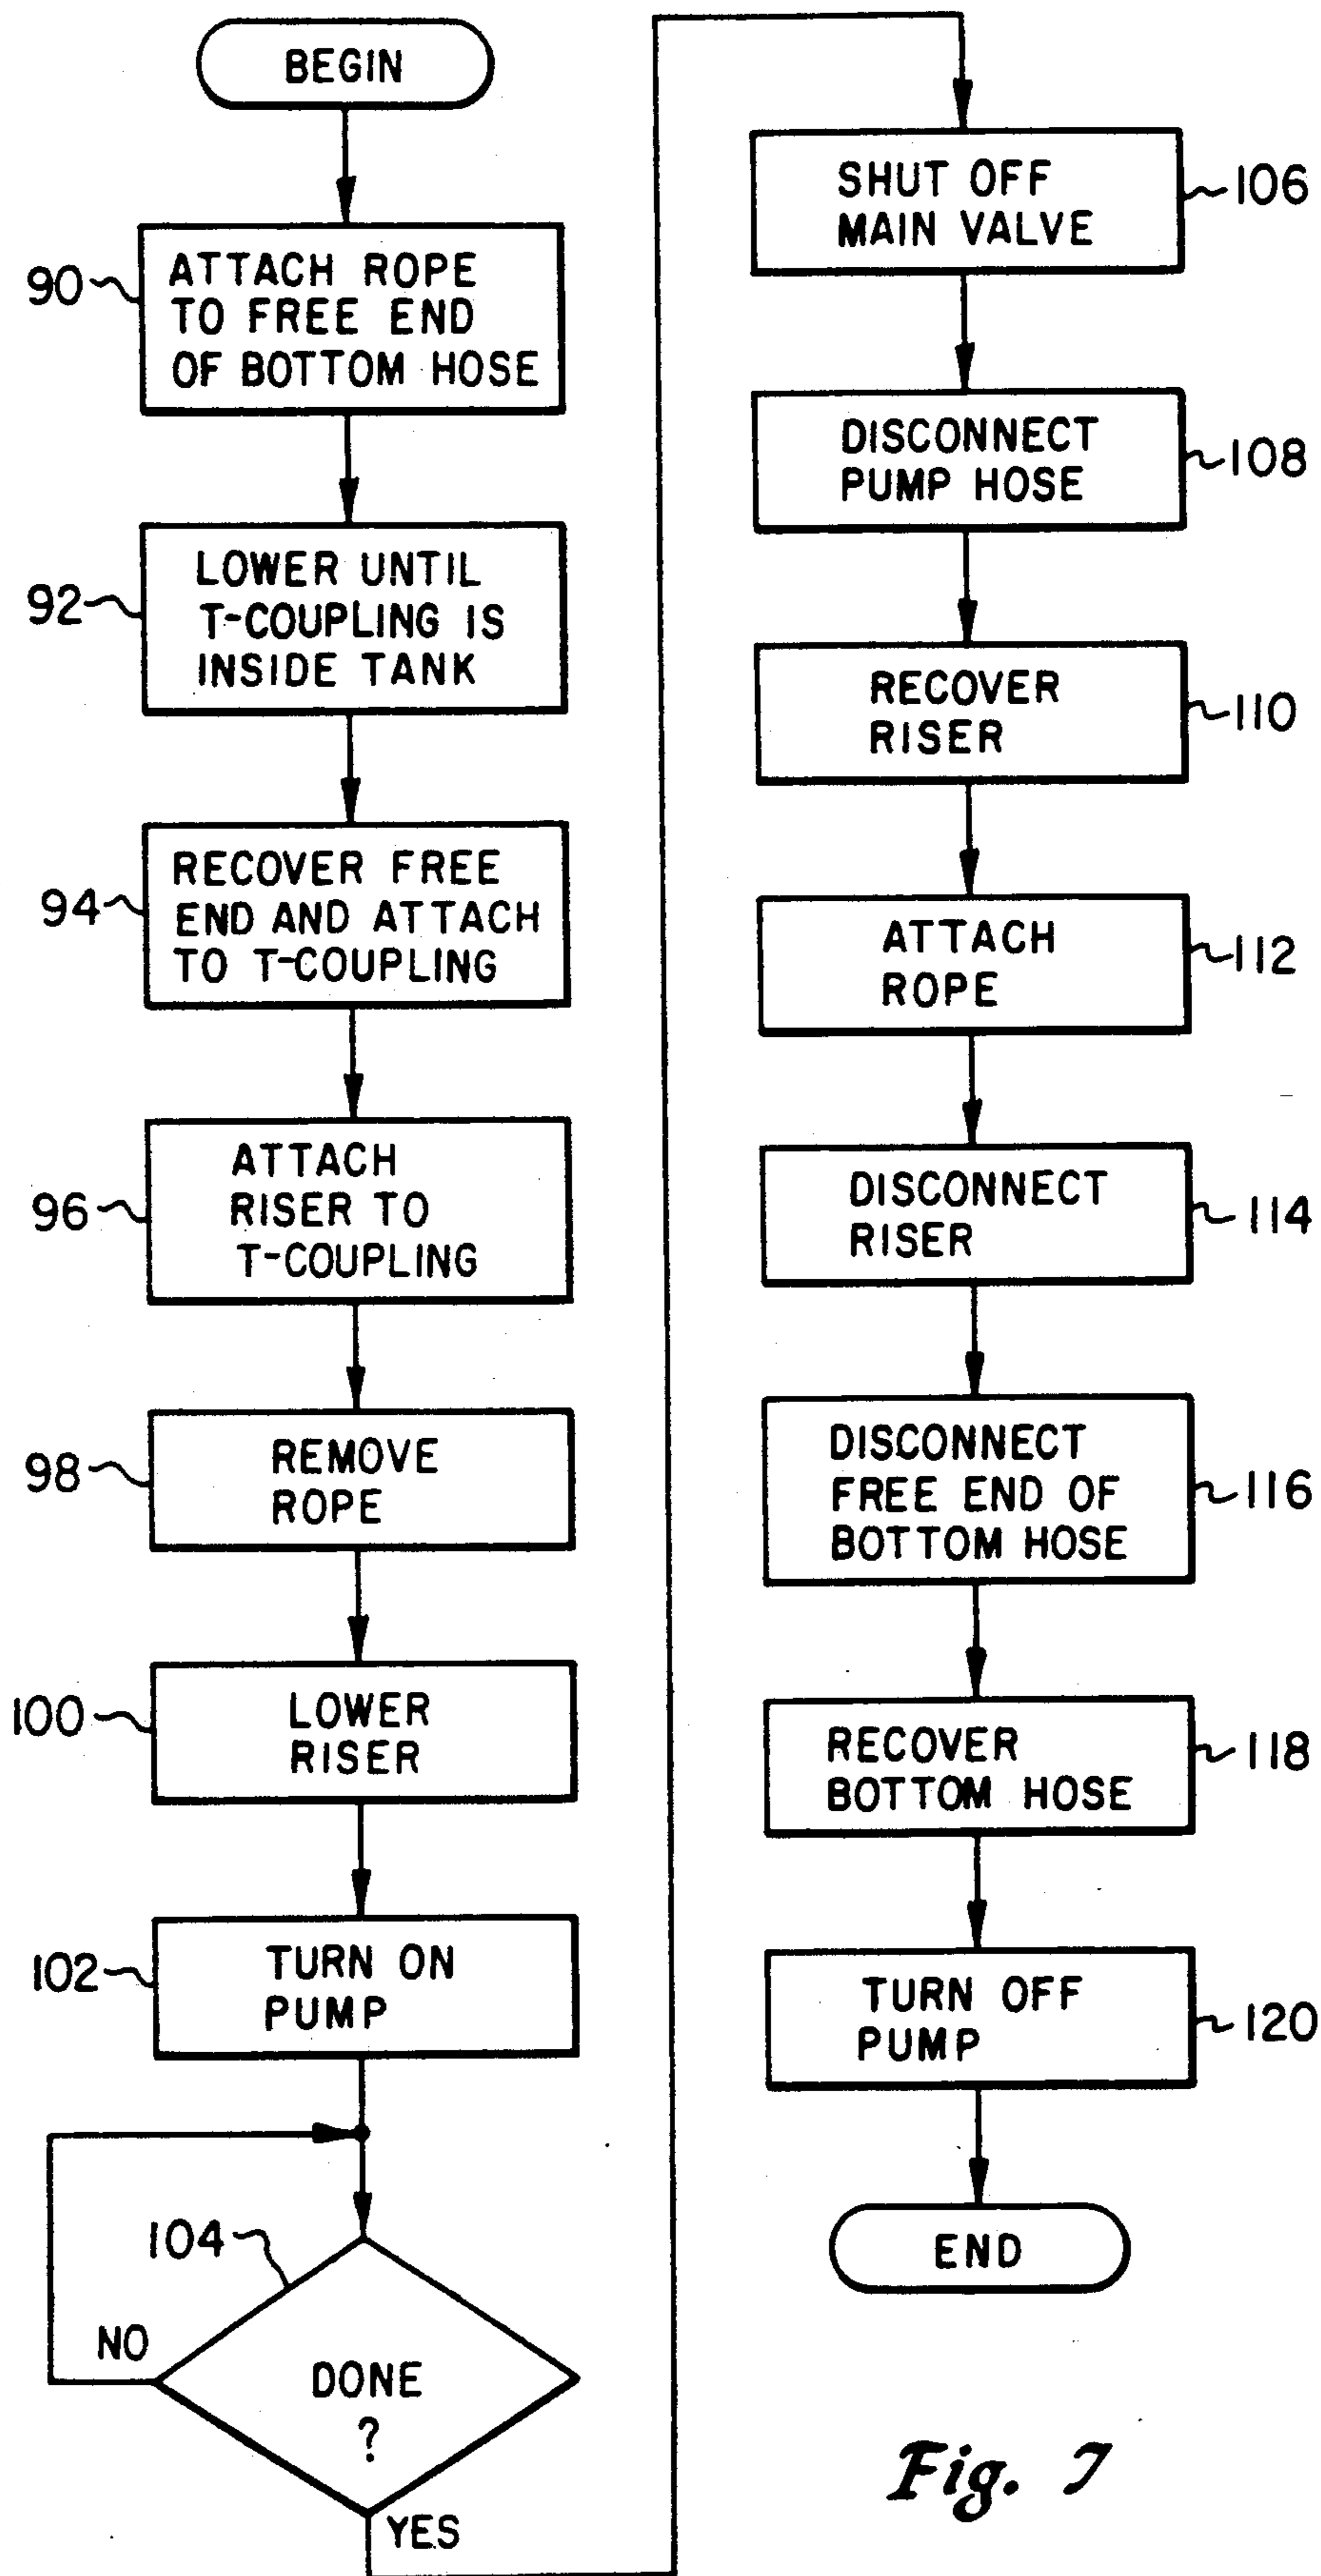 BEGIN
90
ATTACH ROPE
TO FREE END
OF BOTTOM HOSE
92
LOWER UNTIL
T-COUPLING IS
INSIDE TANK
94
RECOVER FREE
END AND ATTACH
TO T-COUPLING
96
ATTACH
RISER TO
T-COUPLING
98
REMOVE
ROPE
100
LOWER
RISER
102
TURN ON
PUMP
104
NO
DONE
?
YES
SHUT OFF
MAIN VALVE
106
DISCONNECT
PUMP HOSE
108
RECOVER
RISER
110
ATTACH
ROPE
112
DISCONNECT
RISER
114
DISCONNECT
FREE END OF
BOTTOM HOSE
116
RECOVER
BOTTOM HOSE
118
TURN OFF
PUMP
120
END
Fig. 7